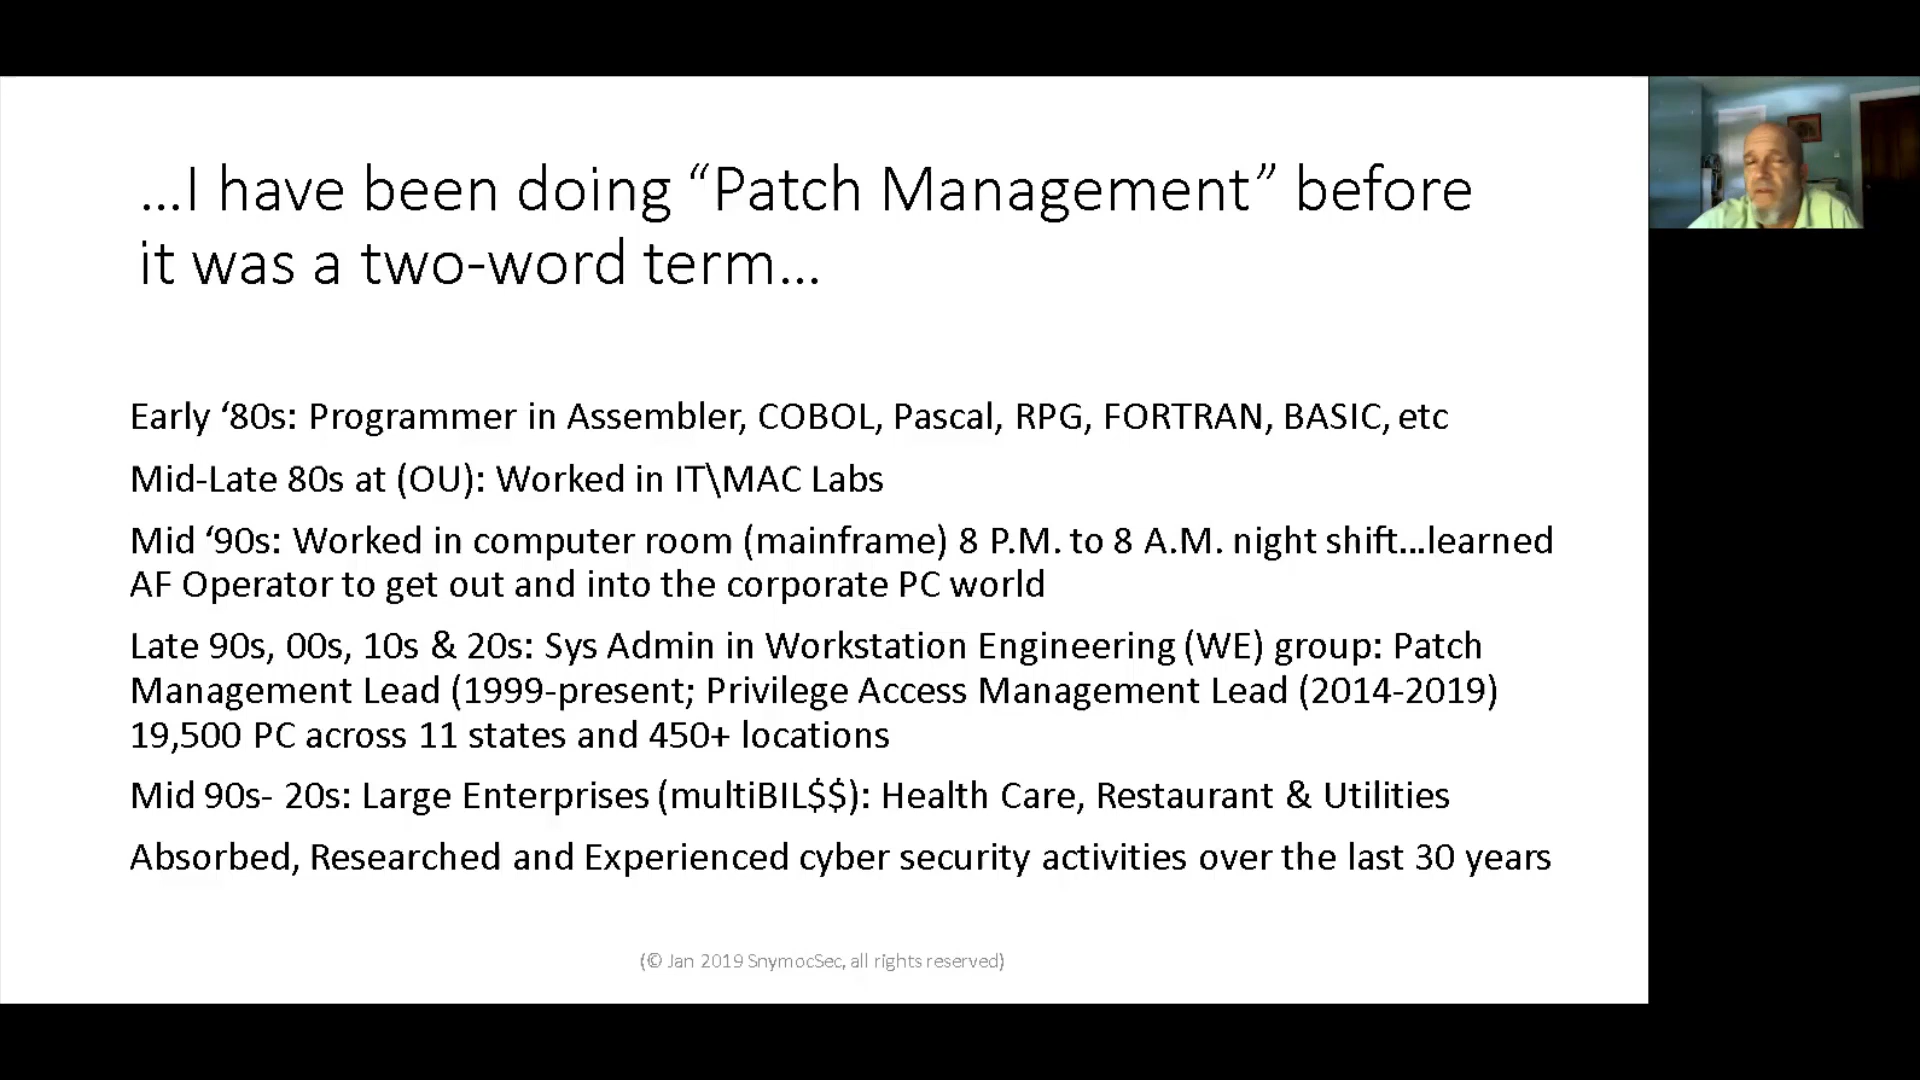 …I have been doing “Patch Management” before
it was a two-word term…
Early ‘80s: Programmer in Assembler, COBOL, Pascal, RPG, FORTRAN, BASIC, etc
Mid-Late 80s at (OU): Worked in IT\MAC Labs
Mid ‘90s: Worked in computer room (mainframe) 8 P.M. to 8 A.M. night shift…learned
AF Operator to get out and into the corporate PC world
Late 90s, 00s, 10s & 20s: Sys Admin in Workstation Engineering (WE) group: Patch
Management Lead (1999-present; Privilege Access Management Lead (2014-2019)
19,500 PC across 11 states and 450+ locations
Mid 90s- 20s: Large Enterprises (multiBIL$$): Health Care, Restaurant & Utilities
Absorbed, Researched and Experienced cyber security activities over the last 30 years
(© Jan 2019 SnymocSec, all rights reserved)